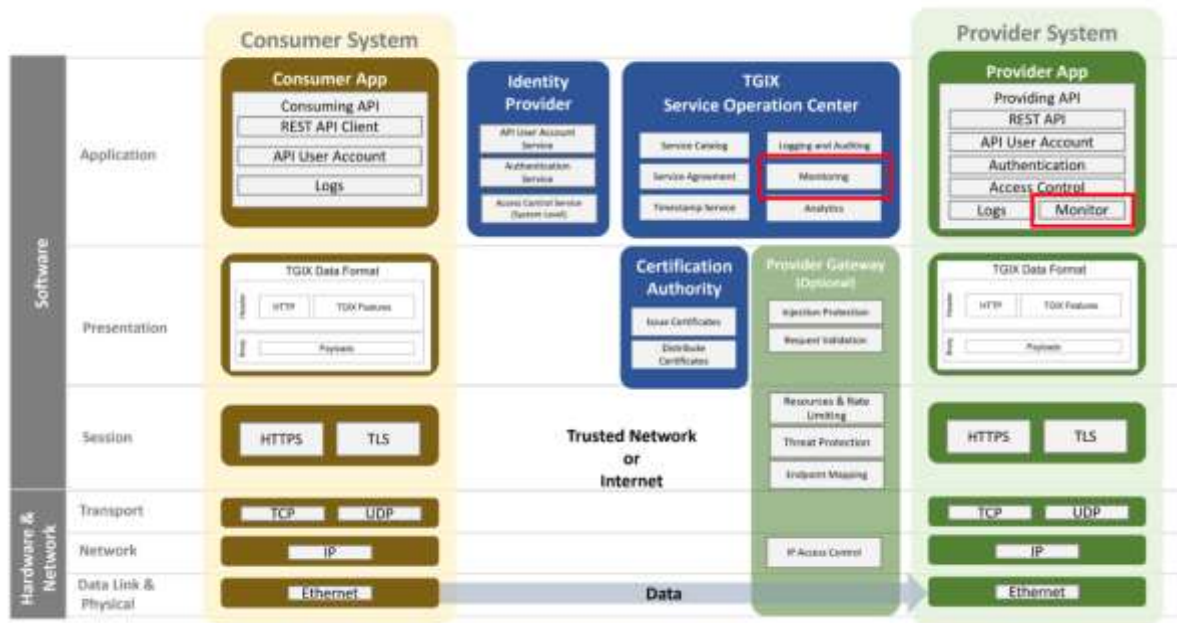 Consumer System
Provider System
Software
Hardware &
Network
Application
Presentation
Session
Transport
Network
Data Link &
Physical
Consumer App
Consuming API
REST API Client
API User Account
Logs
Identity
Provider
API User Account
Service
Authentication
Service
Access Control Service
(System Level)
TGIX
Service Operation Center
Service Catalog
Logging and Auditing
Service Agreement
Monitoring
Timestamp Service
Analytics
Provider App
Providing API
REST API
API User Account
Authentication
Access Control
Logs
Monitor
TGIX Data Format
Header
HTTP
TGIX Features
Body
Payloads
Certification
Authority
Issue Certificates
Distribute
Certificates
Provider Gateway
(Optional)
Injection Protection
Request Validation
Resources & Rate
Limiting
Threat Protection
Endpoint Mapping
IP Access Control
TGIX Data Format
Header
HTTP
TGIX Features
Body
Payloads
HTTPS
TLS
Trusted Network
or
Internet
HTTPS
TLS
TCP
UDP
TCP
UDP
IP
IP
Ethernet
Data
Ethernet